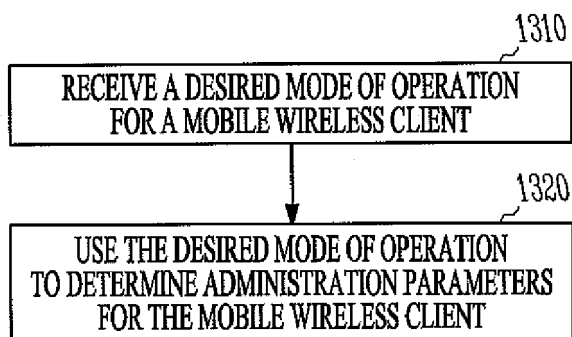 1310
RECEIVE A DESIRED MODE OF OPERATION
FOR A MOBILE WIRELESS CLIENT
1320
USE THE DESIRED MODE OF OPERATION
TO DETERMINE ADMINISTRATION PARAMETERS
FOR THE MOBILE WIRELESS CLIENT